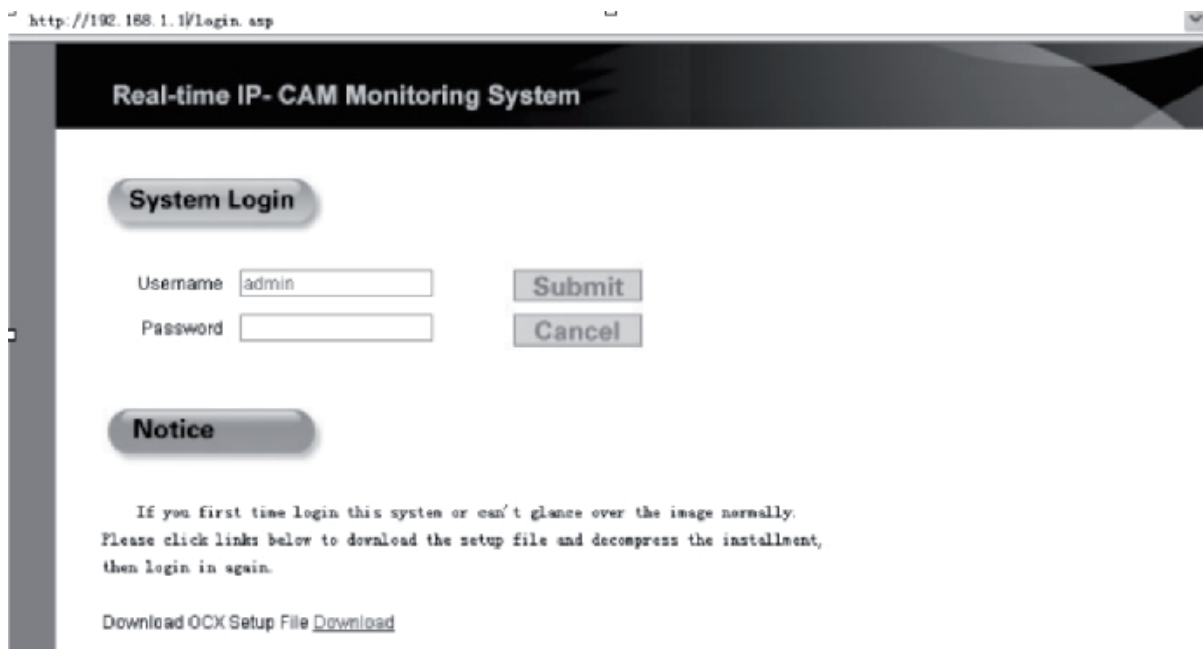 http://192.168.1.1/login.asp
Real-time IP- CAM Monitoring System
System Login
Username admin
Submit
Password
Cancel
Notice
If you first time login this system or can't glance over the image normally.
Please click links below to download the setup file and decompress the installment,
then login in again.
Download OCX Setup File Download